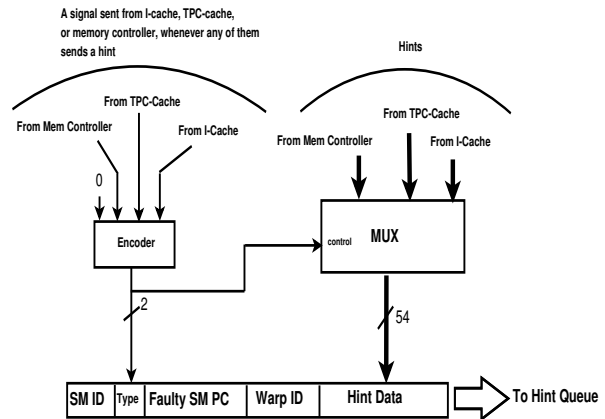 A signal sent from I-cache, TPC-cache,
or memory controller, whenever any of them
sends a hint
Hints
From TPC-Cache
From Mem Controller
From I-Cache
From TPC-Cache
From Mem Controller
From I-Cache
0
Encoder
control
MUX
2
54
SM ID
Type
Faulty SM PC
Warp ID
Hint Data
To Hint Queue